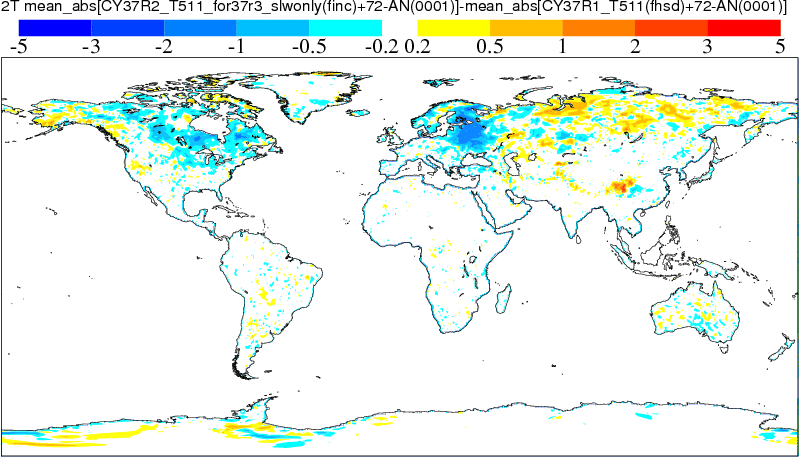 2T mean_abs[CY37R2_T511_for37r3_slwonly(finc)+72-AN(0001)]-mean_abs[CY37R1_T511(fhsd)+72-AN(0001)]
-5 -3 -2 -1 -0.5 -0.2 0.2 0.5 1 2 3 5